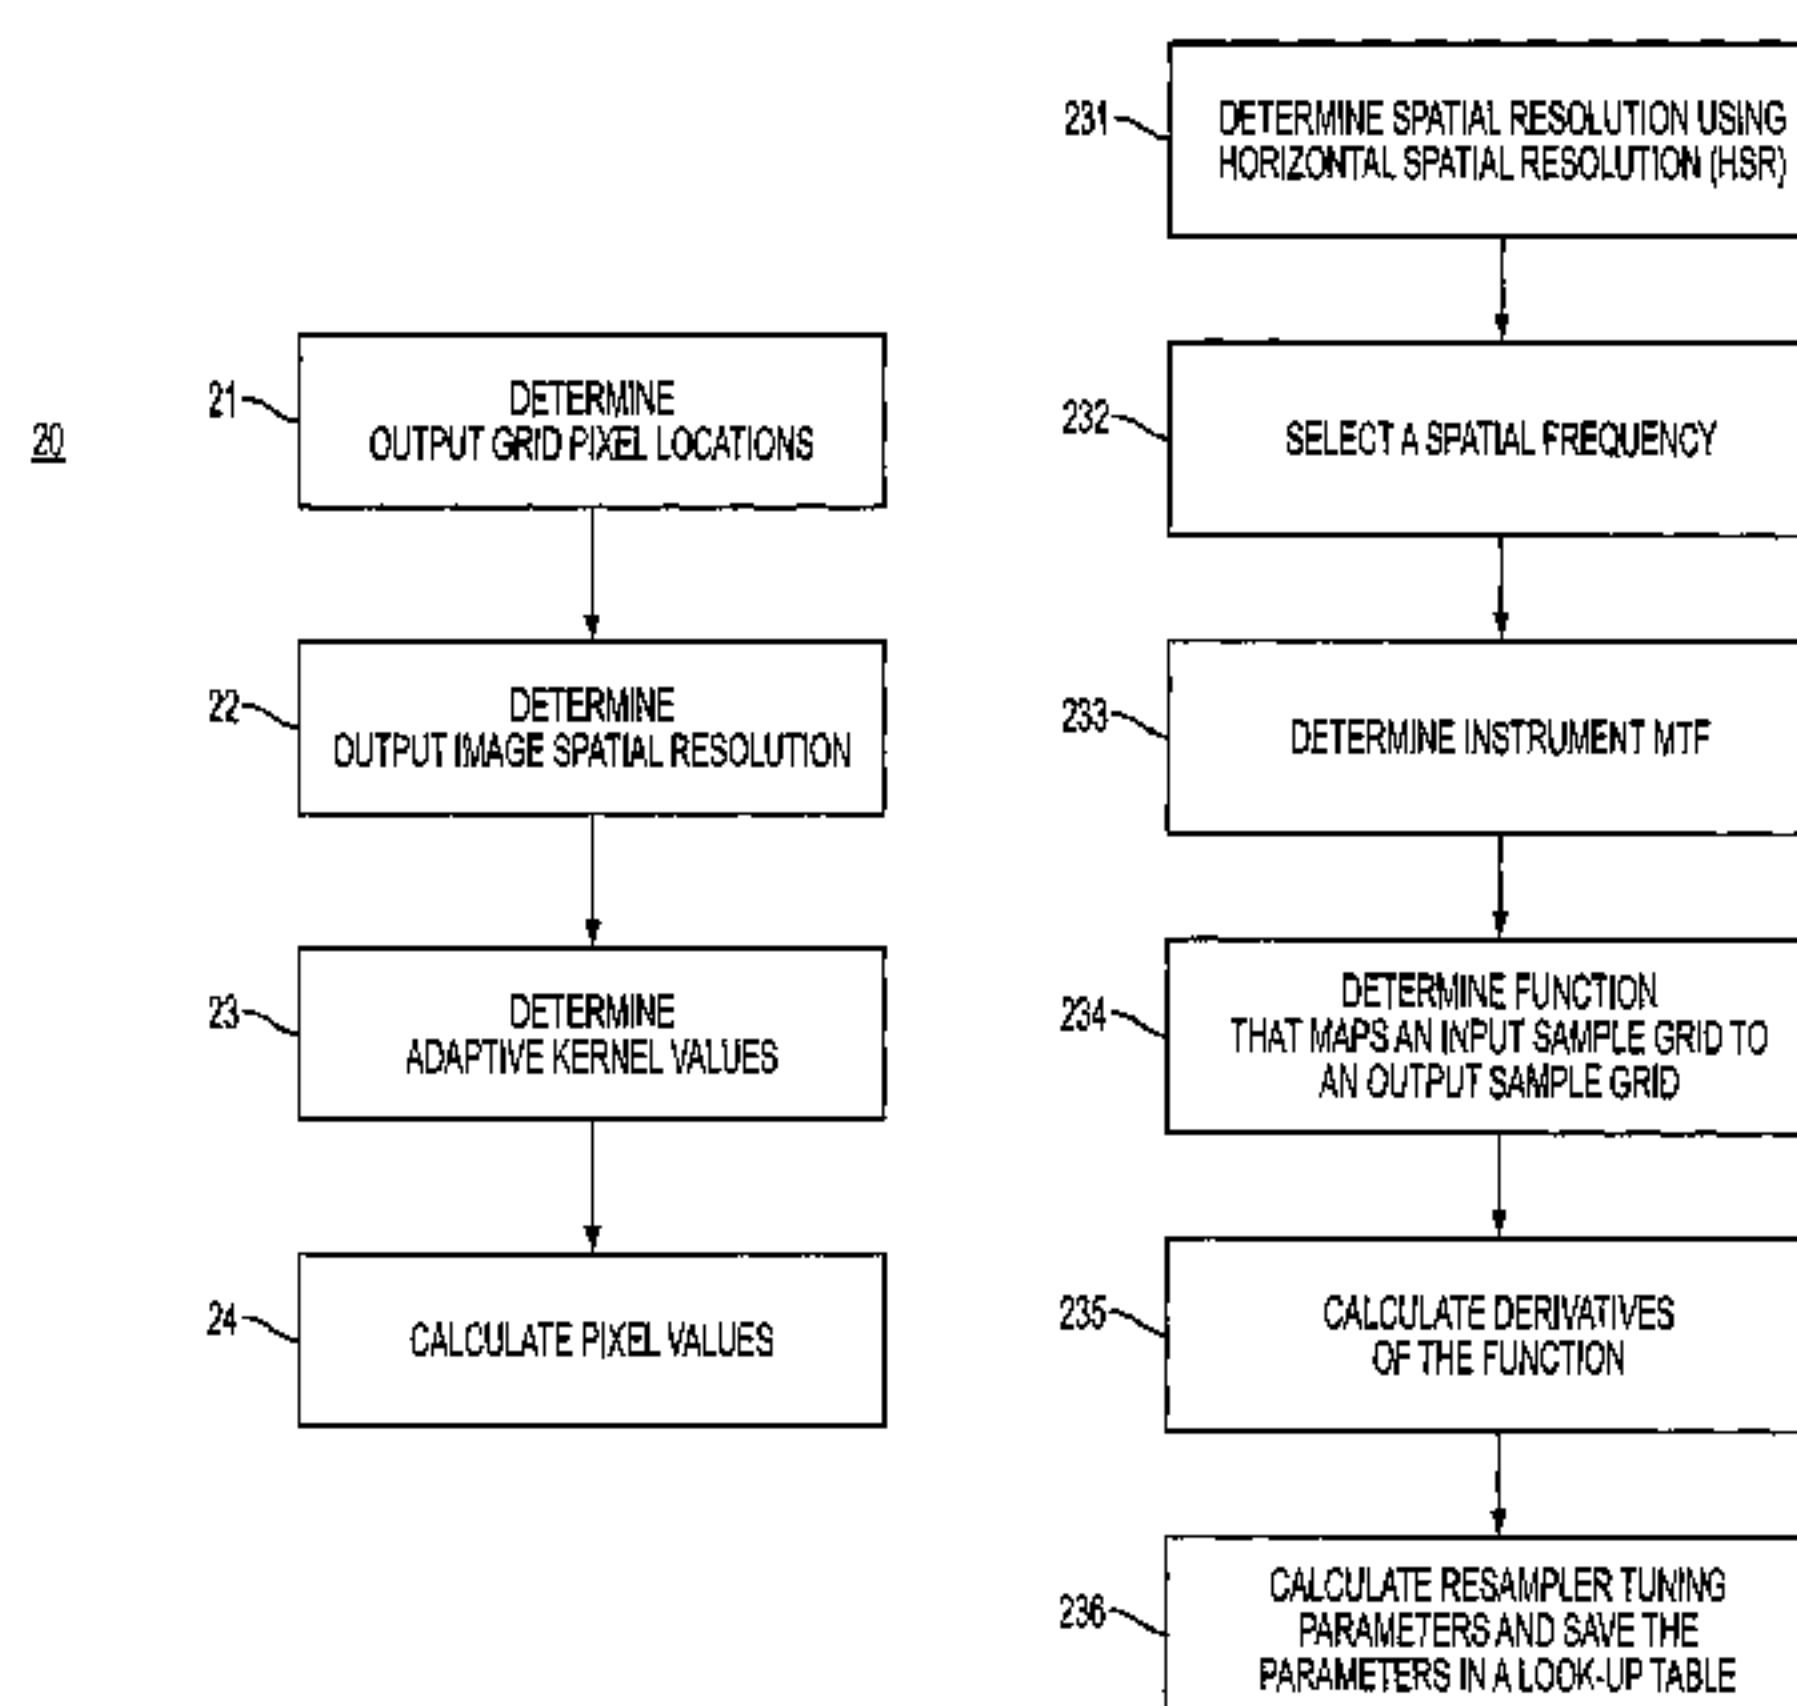 20
21
DETERMINE
OUTPUT GRID PIXEL LOCATIONS
22
DETERMINE
OUTPUT IMAGE SPATIAL RESOLUTION
23
DETERMINE
ADAPTIVE KERNEL VALUES
24
CALCULATE PIXEL VALUES
231
DETERMINE SPATIAL RESOLUTION USING
HORIZONTAL SPATIAL RESOLUTION (HSR)
232
SELECT A SPATIAL FREQUENCY
233
DETERMINE INSTRUMENT MTF
234
DETERMINE FUNCTION
THAT MAPS AN INPUT SAMPLE GRID TO
AN OUTPUT SAMPLE GRID
235
CALCULATE DERIVATIVES
OF THE FUNCTION
236
CALCULATE RESAMPLER TUNING
PARAMETERS AND SAVE THE
PARAMETERS IN A LOOK-UP TABLE